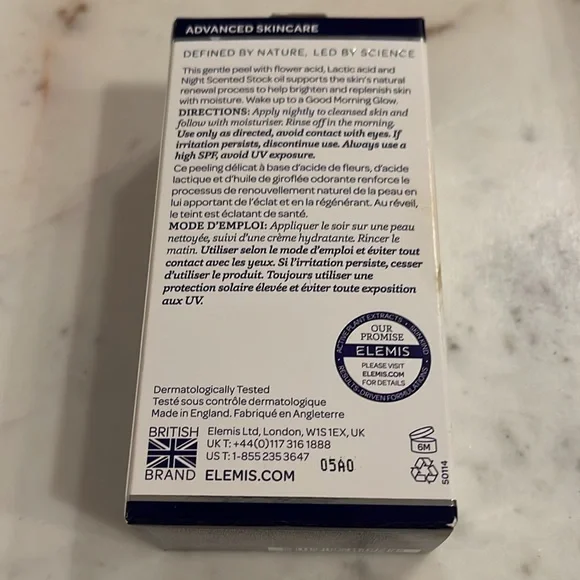 ADVANCED SKINCARE
DEFINED BY NATURE, LED BY SCIENCE
This gentle peel with flower acid, Lactic acid and
Night Scented Stock oil supports the skin's natural
renewal process to help brighten and replenish skin
with moisture. Wake up to a Good Morning Glow.
DIRECTIONS: Apply nightly to cleansed skin and
follow with moisturiser. Rinse off in the morning.
Use only as directed, avoid contact with eyes. If
irritation persists, discontinue use. Always use a
high SPF, avoid UV exposure.
Ce peeling délicat à base d'acide de fleurs, d'acide
lactique et d'huile de giroflée odorante renforce le
processus de renouvellement naturel de la peau en
lui apportant de l'éclat et en la régénérant. Au réveil,
le teint est éclatant de santé.
MODE D'EMPLOI: Appliquer le soir sur une peau
nettoyée, suivi d'une crème hydratante. Rincer le
matin. Utiliser selon le mode d'emploi et éviter tout
contact avec les yeux. Si l'irritation persiste, cesser
d'utiliser le produit. Toujours utiliser une
protection solaire élevée et éviter toute exposition
aux UV.
ACTIVE PLANT EXTRACTS • SKIN KIND
OUR
PROMISE
ELEMIS
PLEASE VISIT
ELEMIS.COM
FOR DETAILS
RESULTS-DRIVEN FORMULATIONS
Dermatologically Tested
Testé sous contrôle dermatologique
Made in England. Fabriqué en Angleterre
BRITISH
BRAND
Elemis Ltd, London, W1S 1EX, UK
UK T: +44(0)117 316 1888
US T: 1-855 235 3647
05A0
ELEMIS.COM
6M
50114